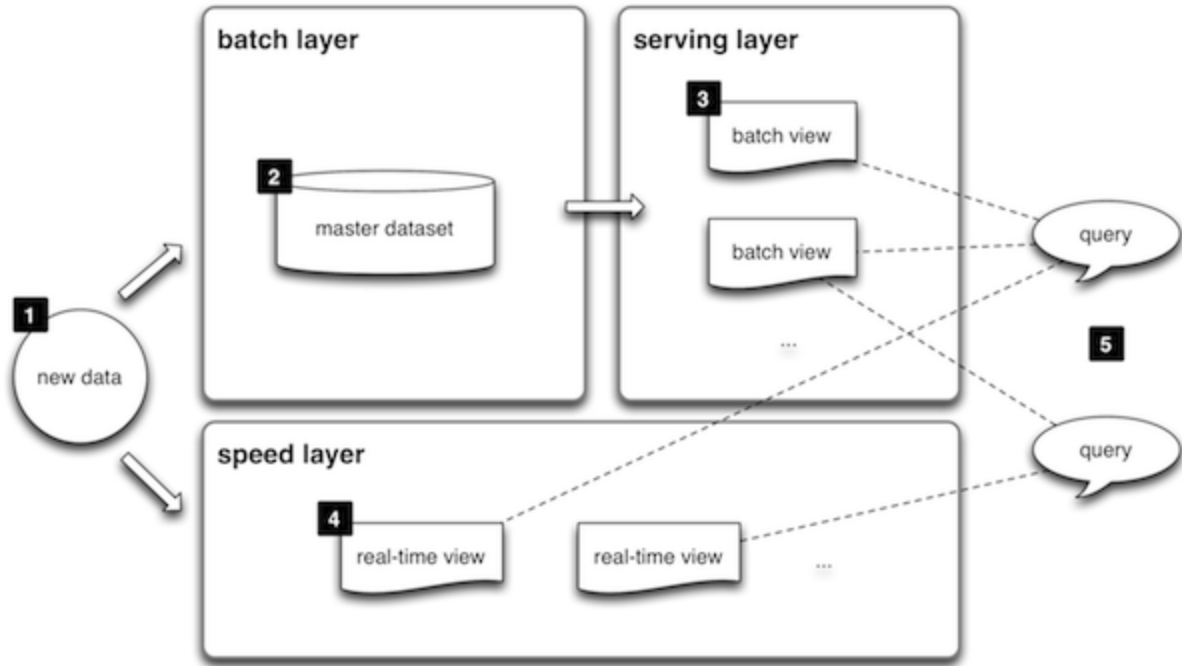 batch layer
serving layer
3
batch view
2
master dataset
batch view
query
1
new data
...
5
speed layer
query
4
real-time view
real-time view
...